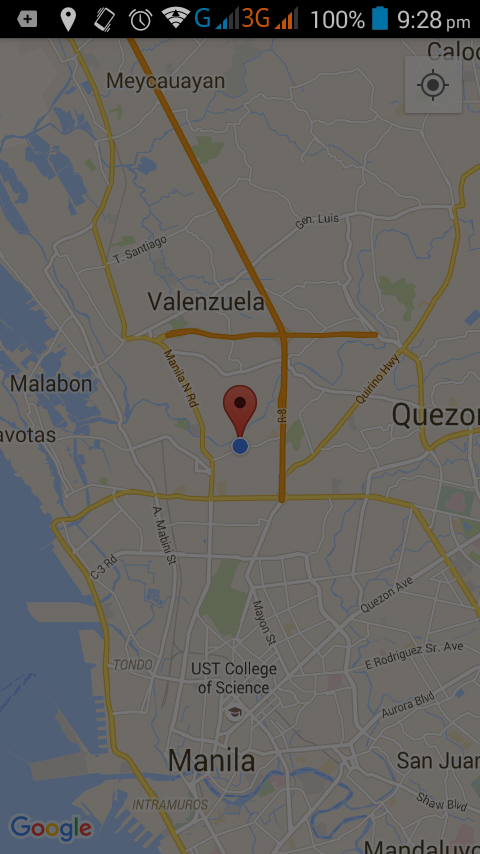 G 3G 100% 9:28 pm
Caloc
Meycauayan
Gen. Luis
T. Santiago
Valenzuela
Manila N Rd
Quirino Hwy
Malabon
R-8
Quezon
avotas
A. Mabini St
C-3 Rd
Quezon Ave
Mayon St
E Rodriguez Sr. Ave
TONDO
UST College
of Science
Aurora Blvd
Manila
San Juan
INTRAMUROS
Shaw Blvd
Google
Mandaluyo